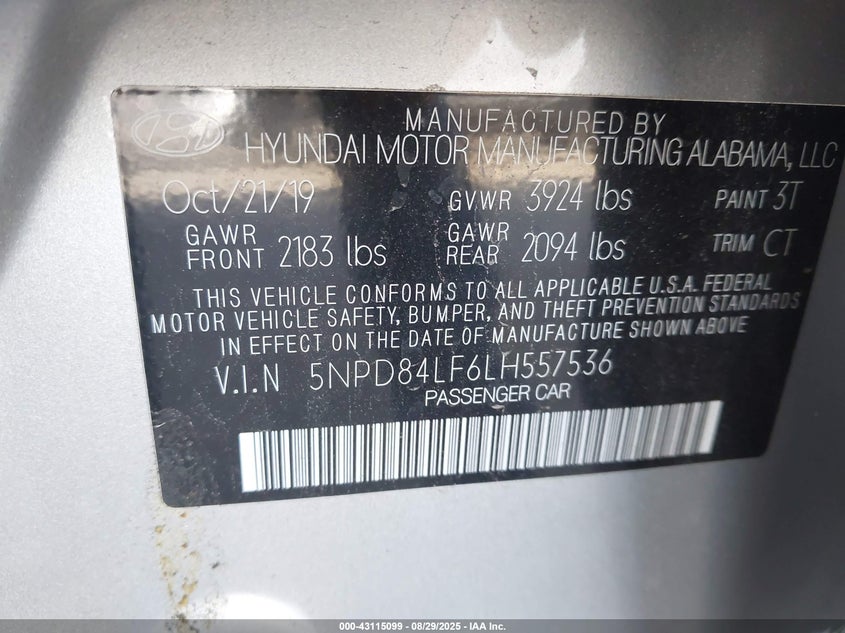 MANUFACTURED BY
HYUNDAI MOTOR MANUFACTURING ALABAMA, LLC
Oct/21/19 GVWR 3924 lbs PAINT 3T
GAWR FRONT 2183 lbs GAWR REAR 2094 lbs TRIM CT
THIS VEHICLE CONFORMS TO ALL APPLICABLE U.S.A. FEDERAL
MOTOR VEHICLE SAFETY, BUMPER, AND THEFT PREVENTION STANDARDS
IN EFFECT ON THE DATE OF MANUFACTURE SHOWN ABOVE
V.I.N 5NPD84LF6LH557536
PASSENGER CAR
000-43115099 - 08/29/2025 - IAA Inc.